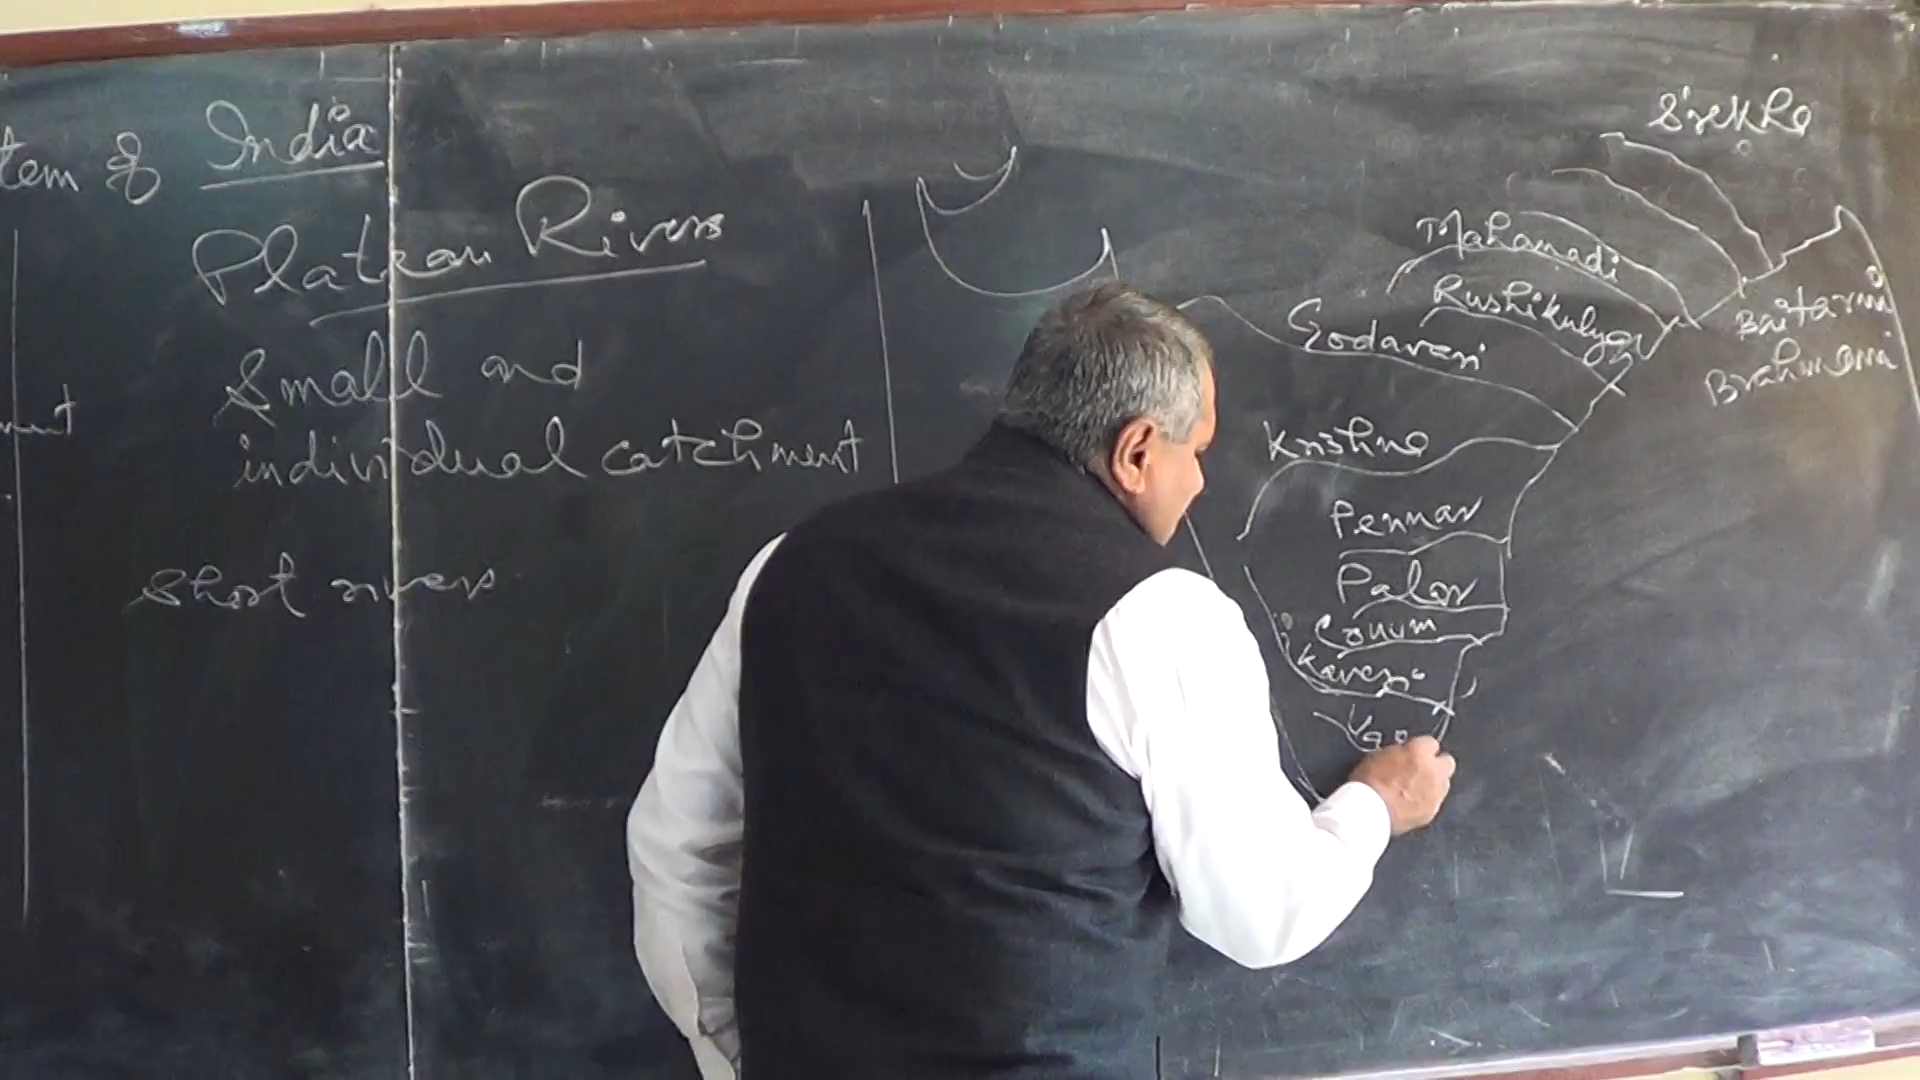 tem of India
Plateau Rivers
Small and
individual catchment
ment
Short rivers
Mahanadi
Rushikulya
Godavari
Krishna
Pennar
Palar
Couum
Kaveri
Baitarni
Brahmani